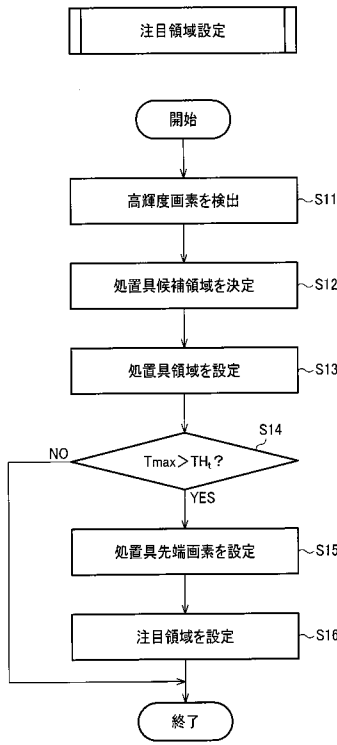 注目領域設定
開始
高輝度画素を検出
S11
処置具候補領域を決定
S12
処置具領域を設定
S13
S14
NO
Tmax>THt?
YES
処置具先端画素を設定
S15
注目領域を設定
S16
終了